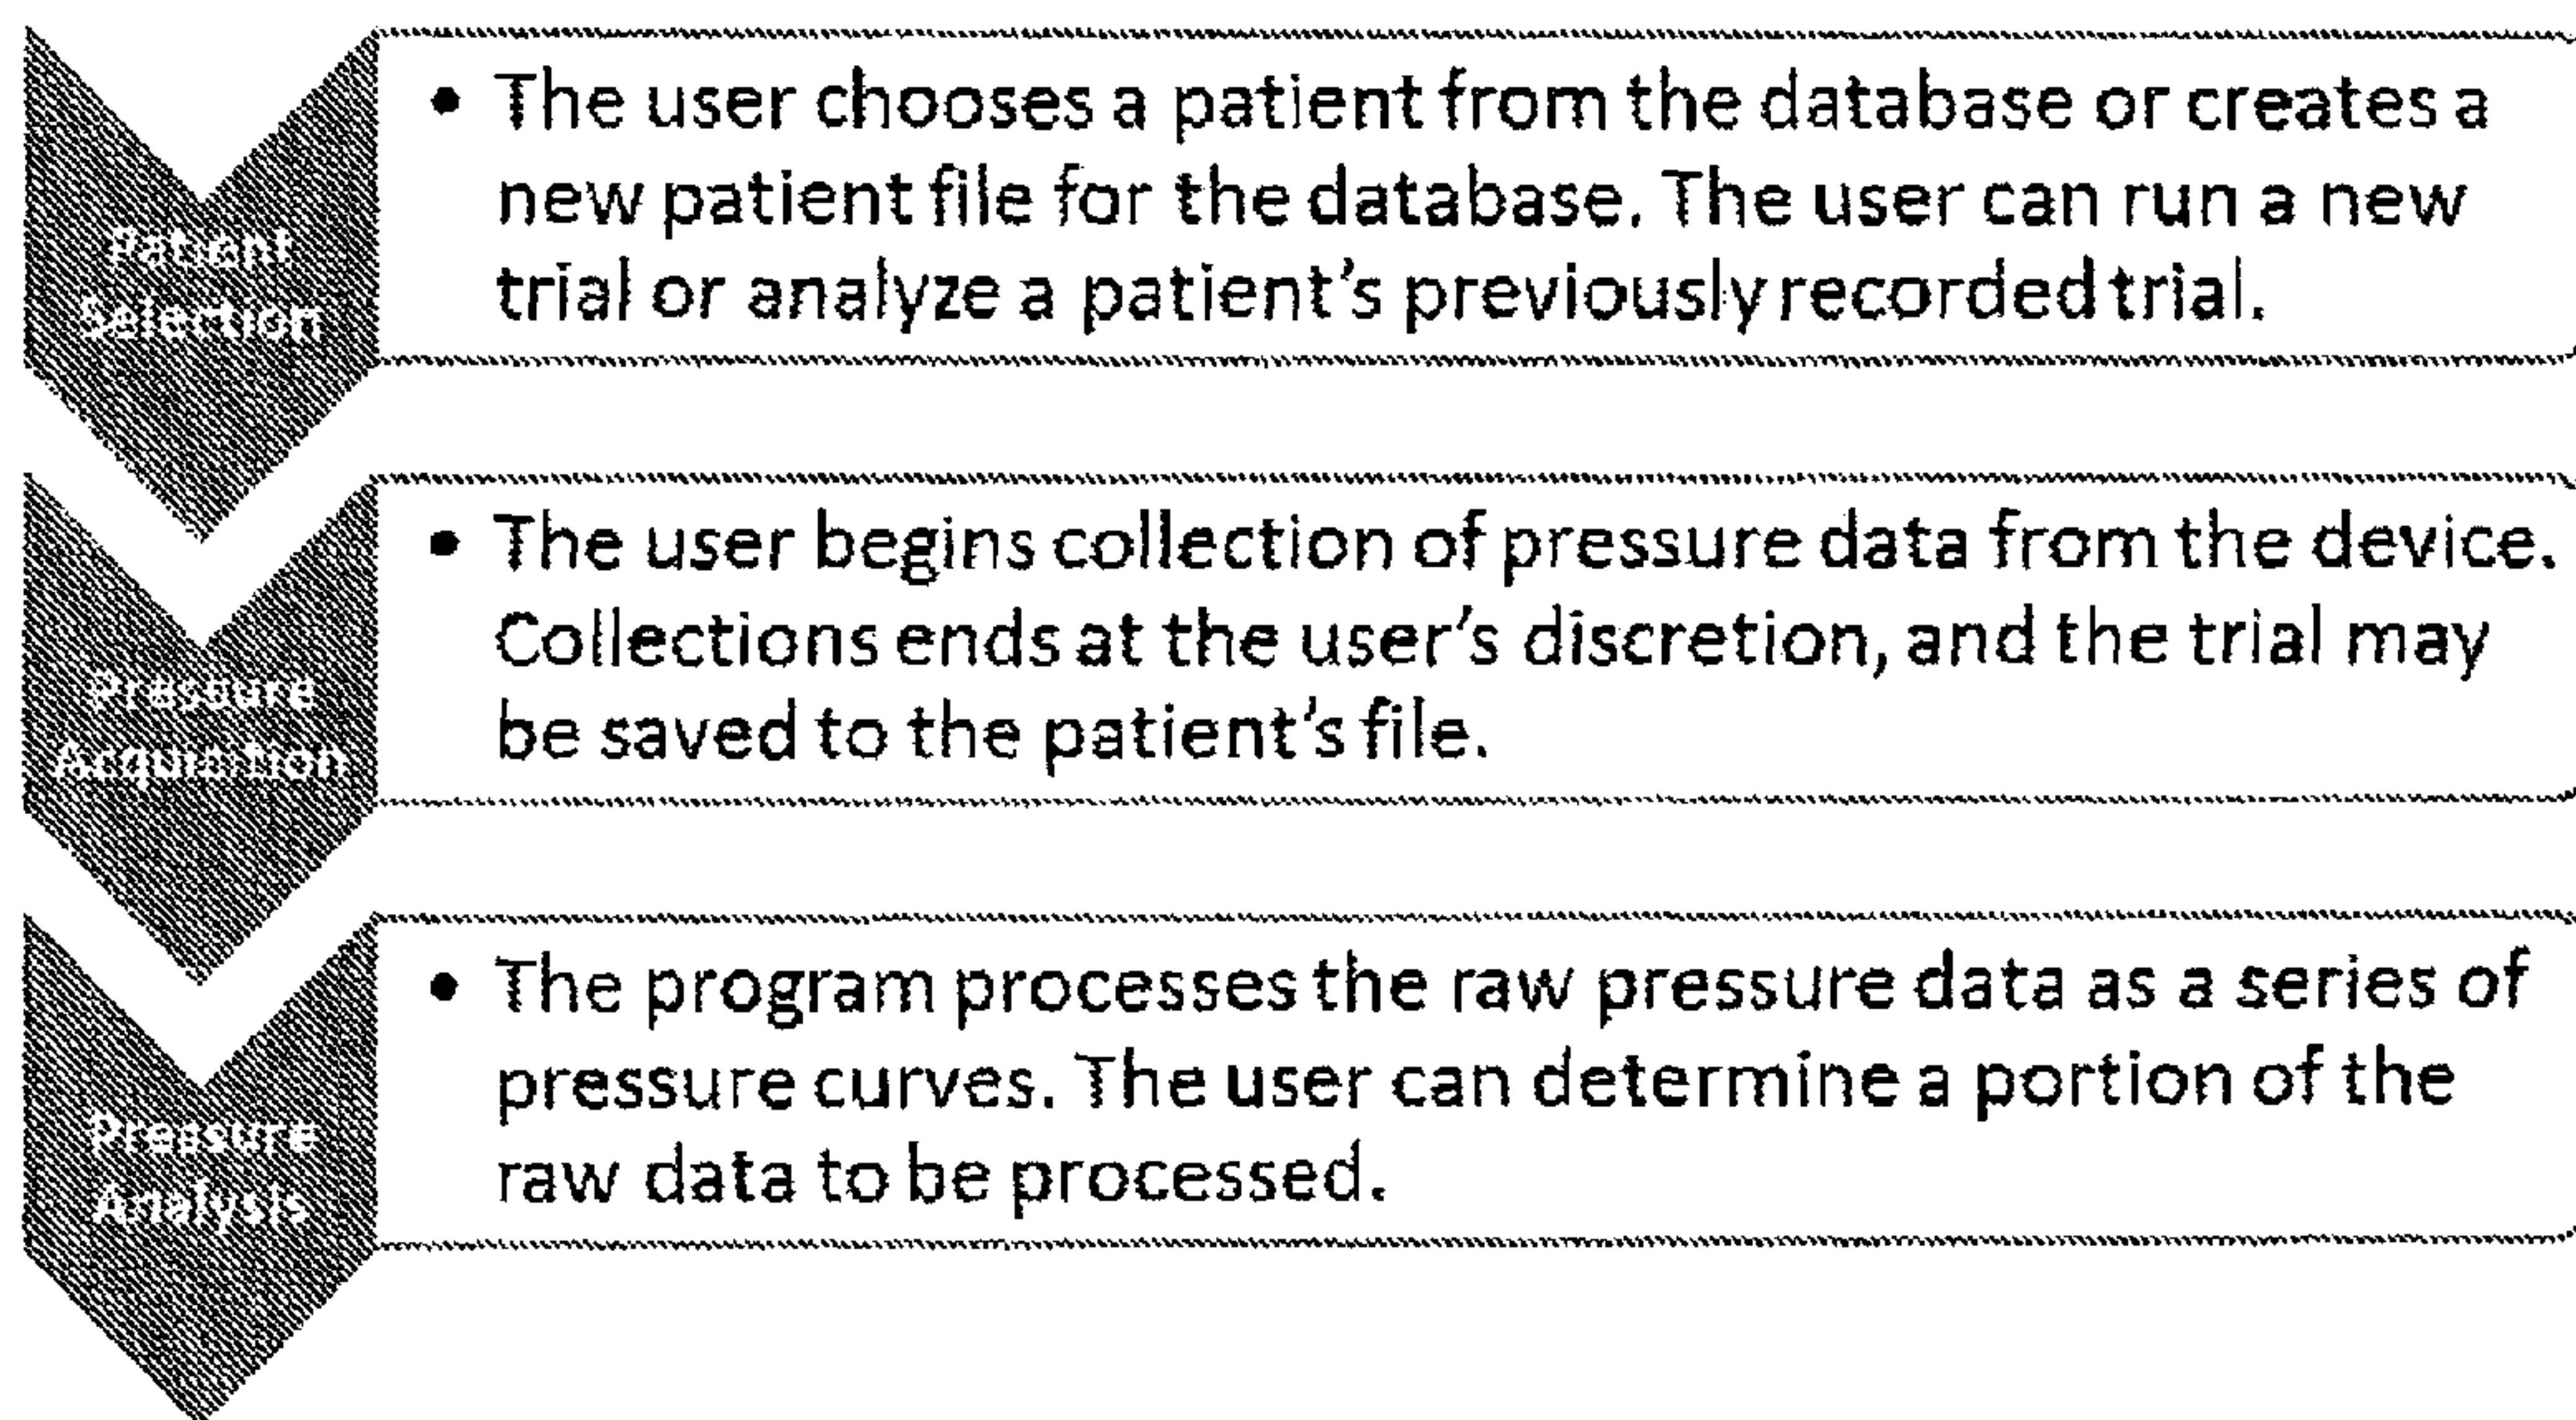 Patient
Selection
• The user chooses a patient from the database or creates a
new patient file for the database. The user can run a new
trial or analyze a patient's previously recorded trial.
Pressure
Acquisition
• The user begins collection of pressure data from the device.
Collections ends at the user's discretion, and the trial may
be saved to the patient's file.
Pressure
Analysis
• The program processes the raw pressure data as a series of
pressure curves. The user can determine a portion of the
raw data to be processed.